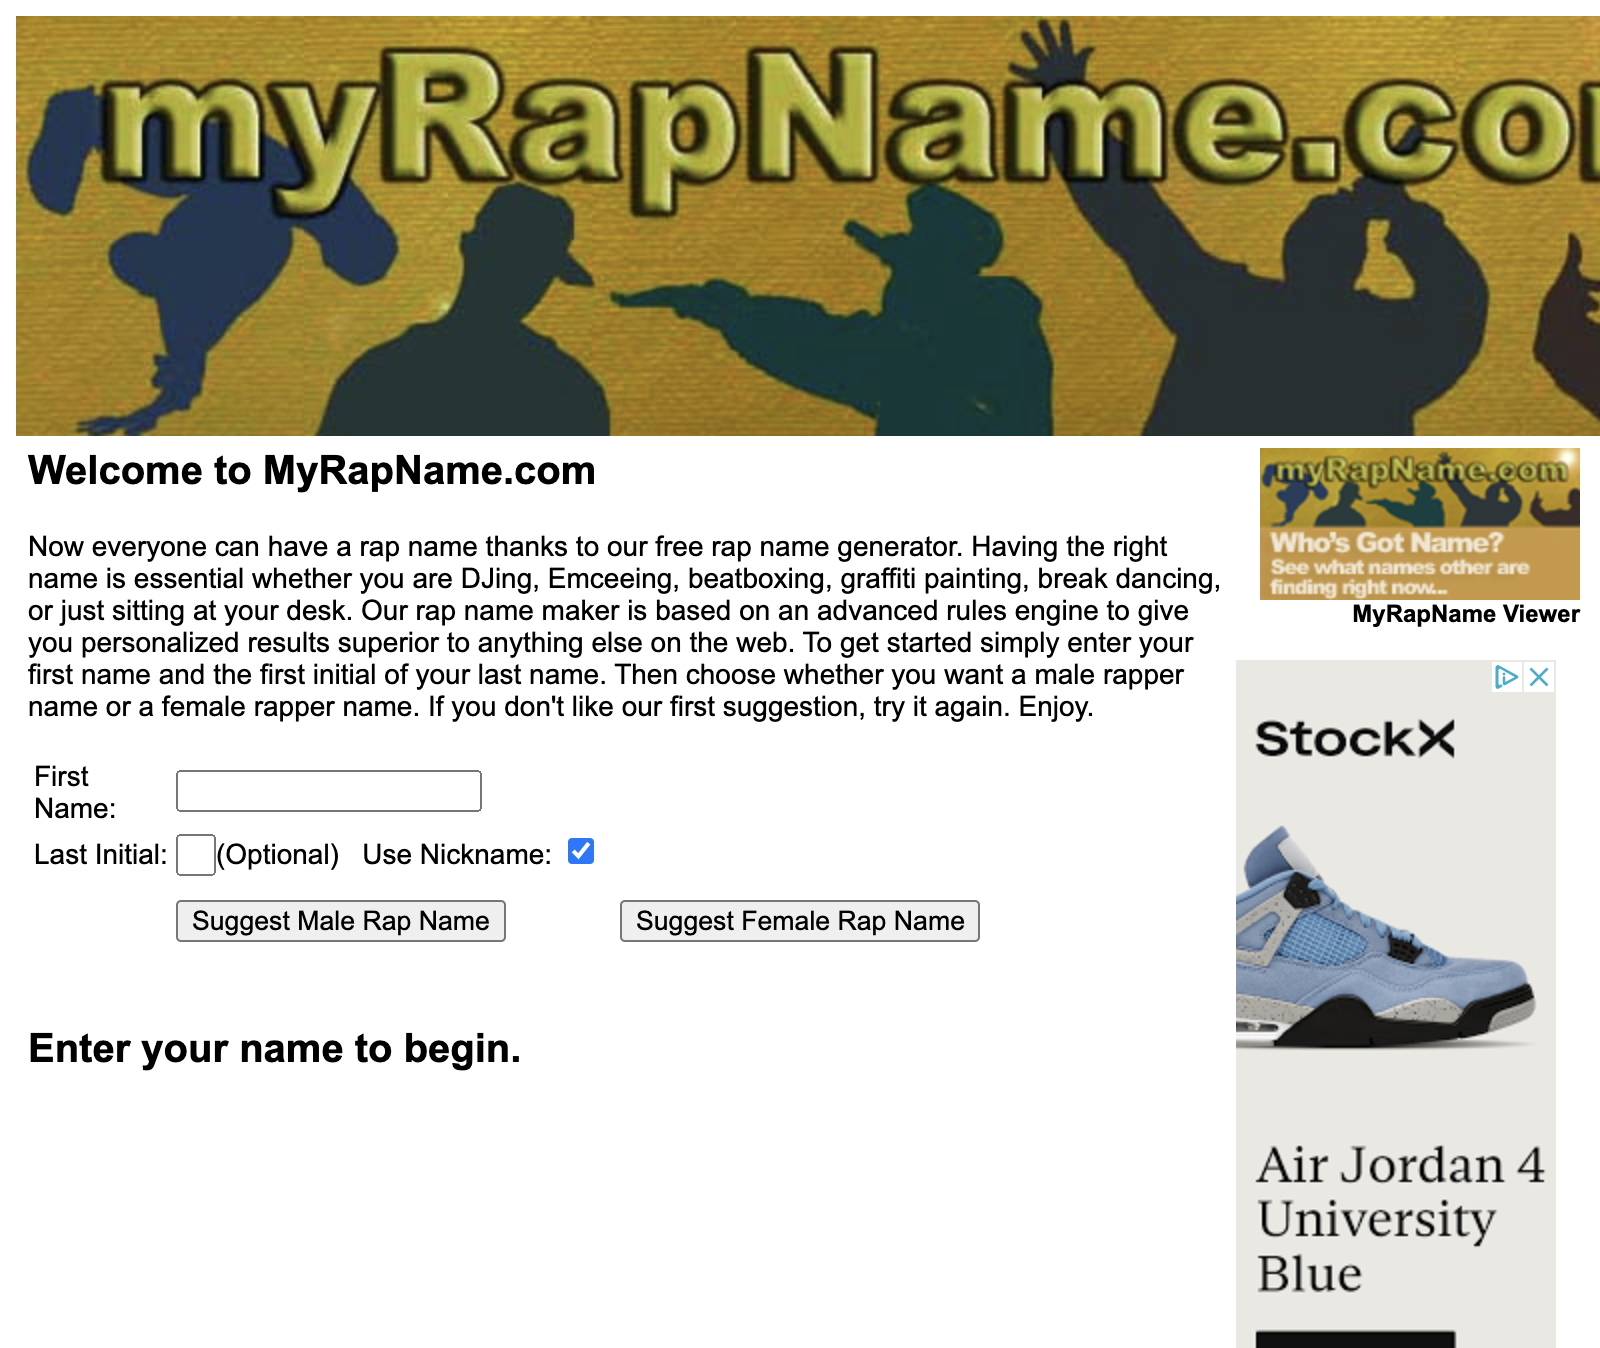 myRapName.co
Welcome to MyRapName.com
Now everyone can have a rap name thanks to our free rap name generator. Having the right
name is essential whether you are DJing, Emceeing, beatboxing, graffiti painting, break dancing,
or just sitting at your desk. Our rap name maker is based on an advanced rules engine to give
you personalized results superior to anything else on the web. To get started simply enter your
first name and the first initial of your last name. Then choose whether you want a male rapper
name or a female rapper name. If you don't like our first suggestion, try it again. Enjoy.
First
Name:
Last Initial: (Optional) Use Nickname:
Suggest Male Rap Name Suggest Female Rap Name
Enter your name to begin.
myRapName.com
Who's Got Name?
See what names other are
finding right now...
MyRapName Viewer
StockX
Air Jordan 4
University
Blue